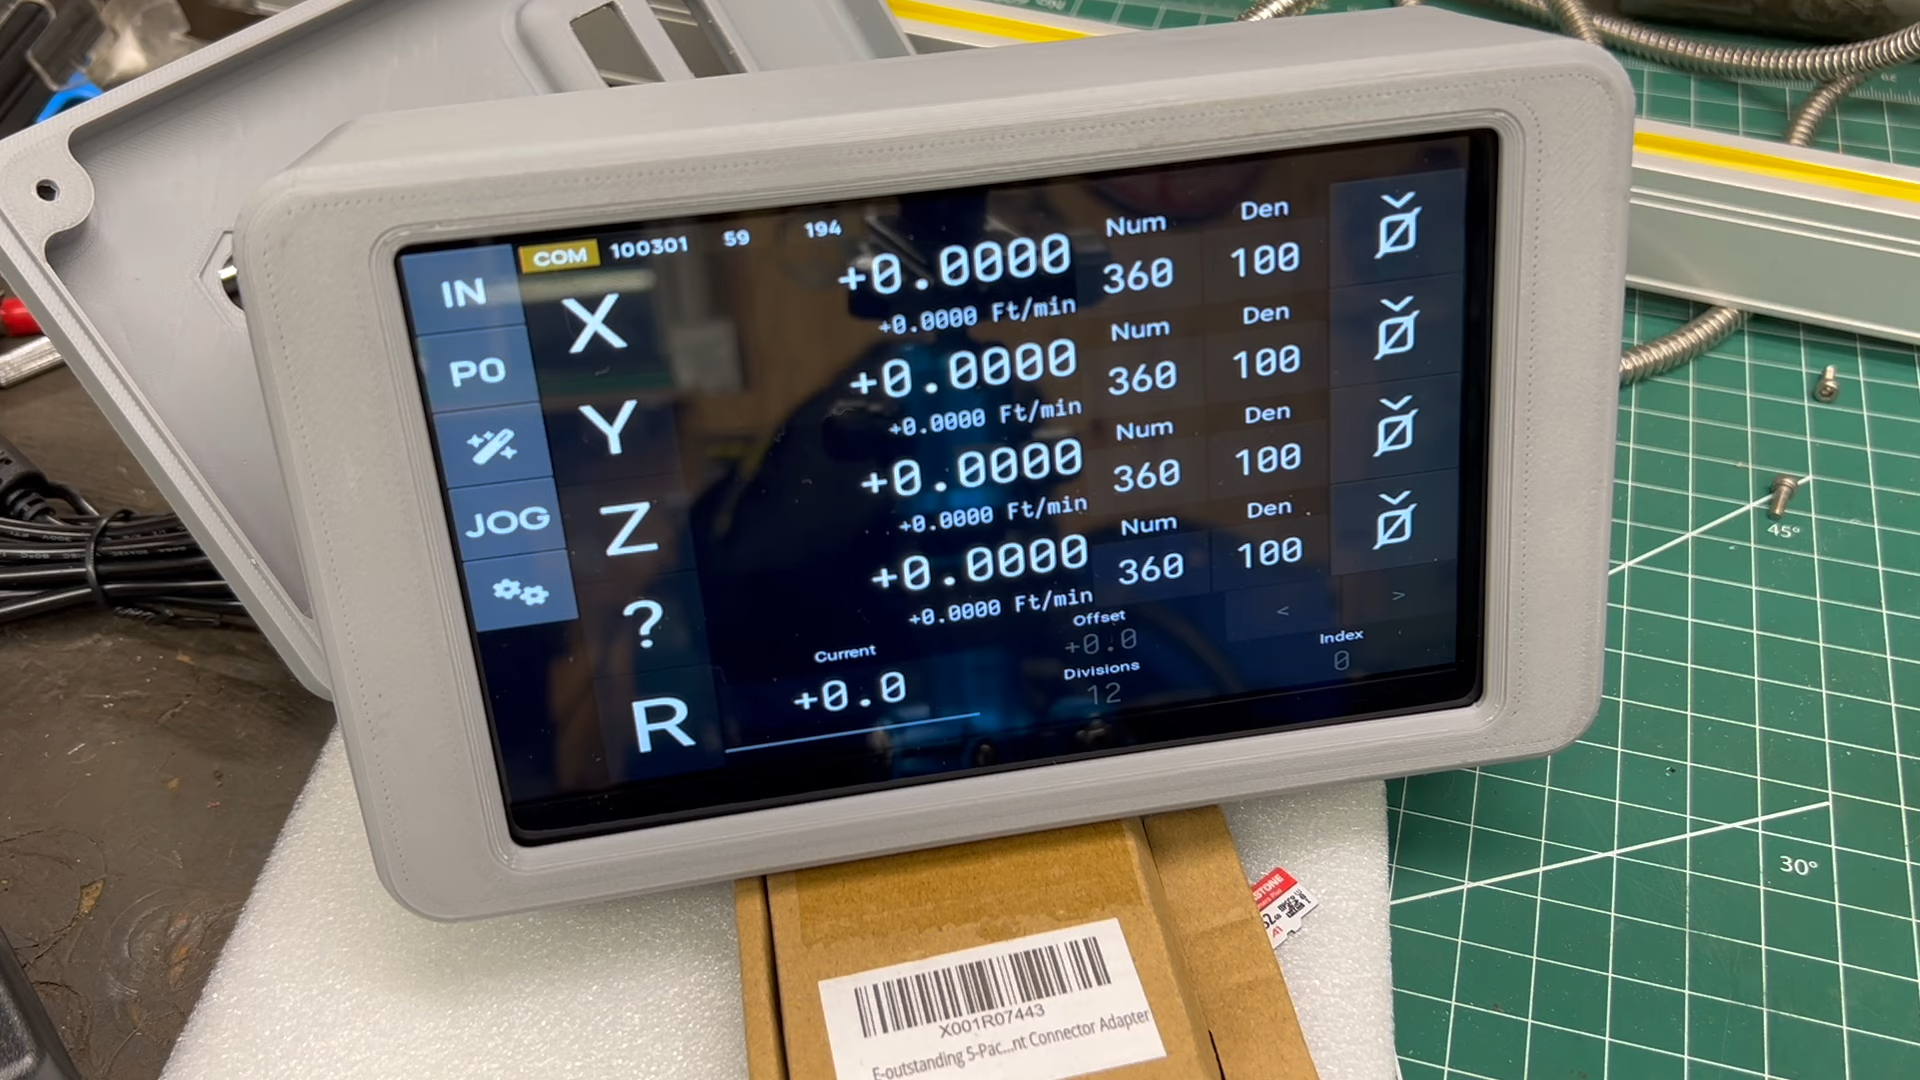 IN
P0
JOG
COM 100301 59 194
X +0.0000 Num Den
360 100
+0.0000 Ft/min
Y +0.0000 Num Den
360 100
+0.0000 Ft/min
Z +0.0000 Num Den
360 100
+0.0000 Ft/min
? +0.0000 Num Den
360 100
+0.0000 Ft/min
R Current
+0.0
Offset
+0.0
Divisions
12
< >
Index
0
45°
30°
A1
X001R07443
E-outstanding 5-Pac...nt Connector Adapter